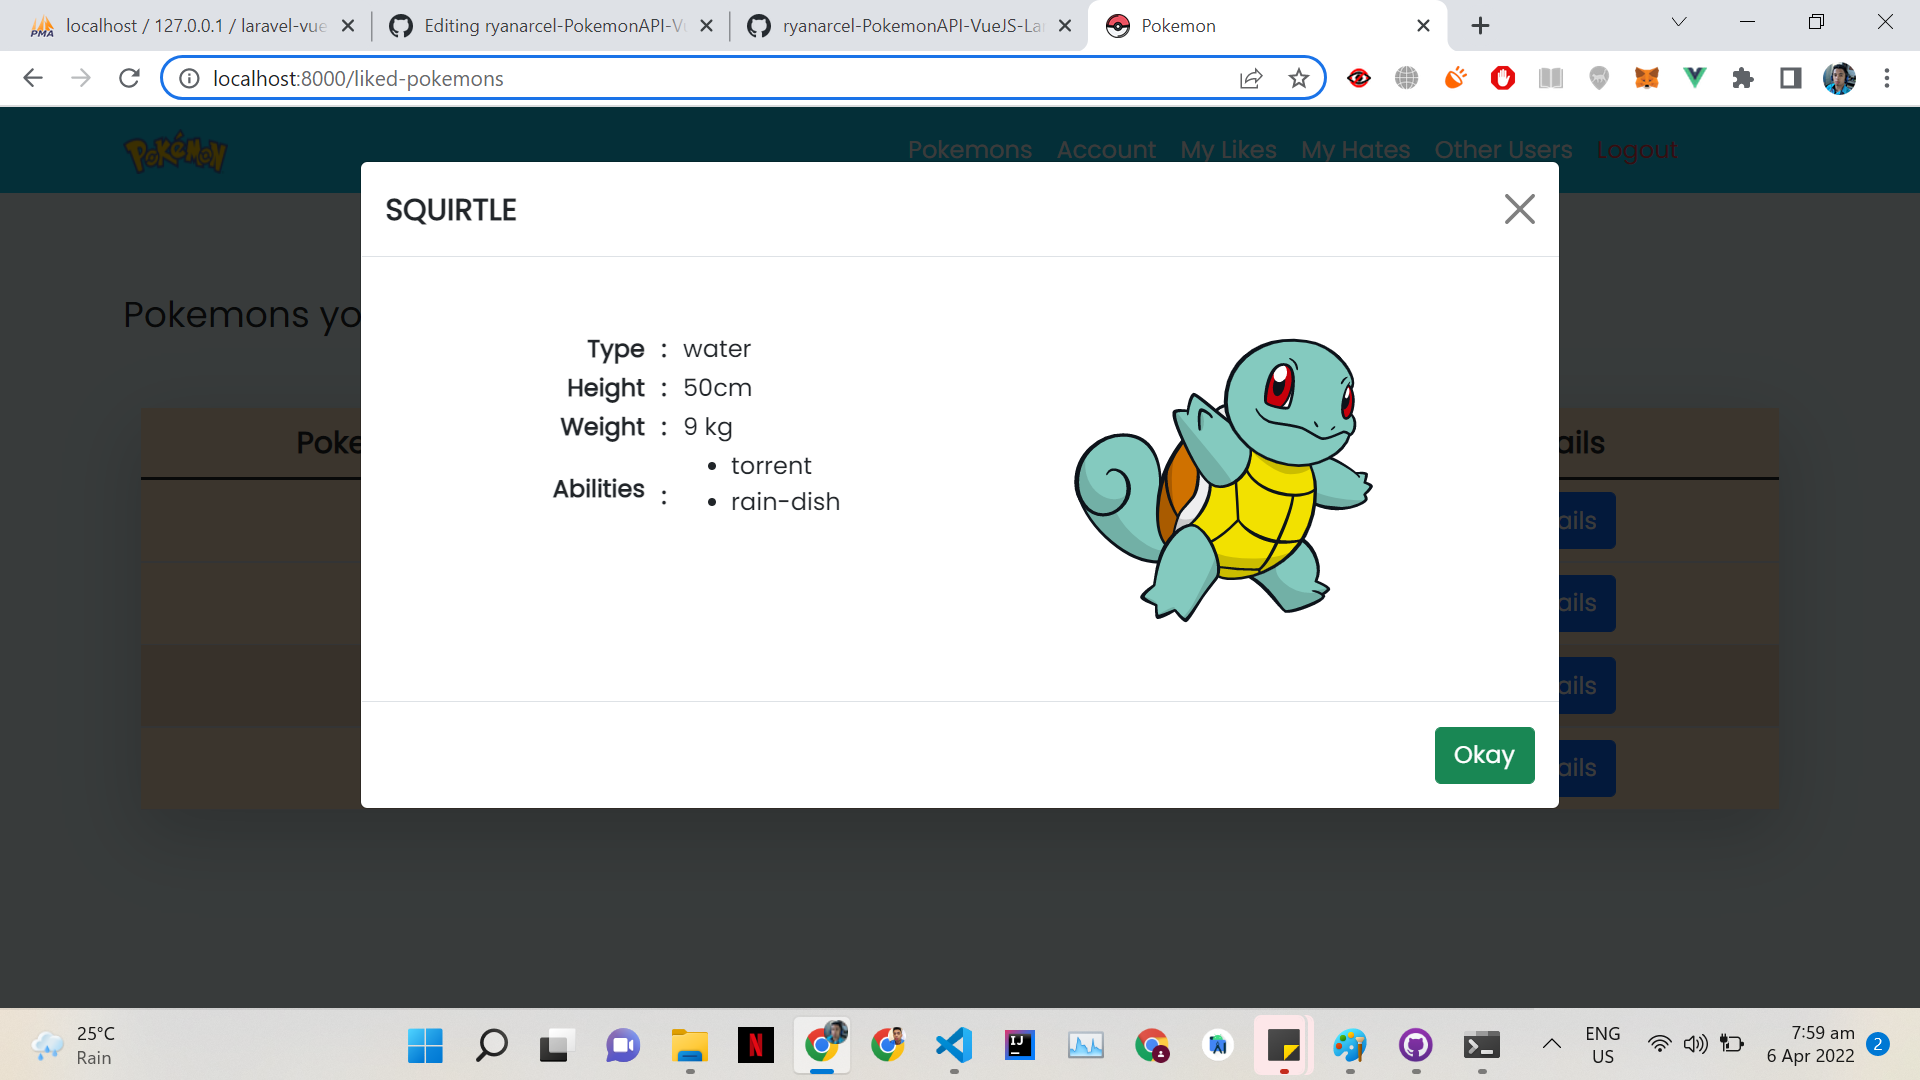 localhost / 127.0.0.1 / laravel-vue
Editing ryanarcel-PokemonAPI-Vu
ryanarcel-PokemonAPI-VueJS-Lar
Pokemon
localhost:8000/liked-pokemons
Pokémon
Pokemons Account My Likes My Hates Other Users Logout
SQUIRTLE
Pokemons yo
Type : water
Height : 50cm
Weight : 9 kg
Abilities :
• torrent
• rain-dish
Poke
ails
ails
ails
ails
ails
Okay
25°C
Rain
ENG
US
7:59 am
6 Apr 2022
2